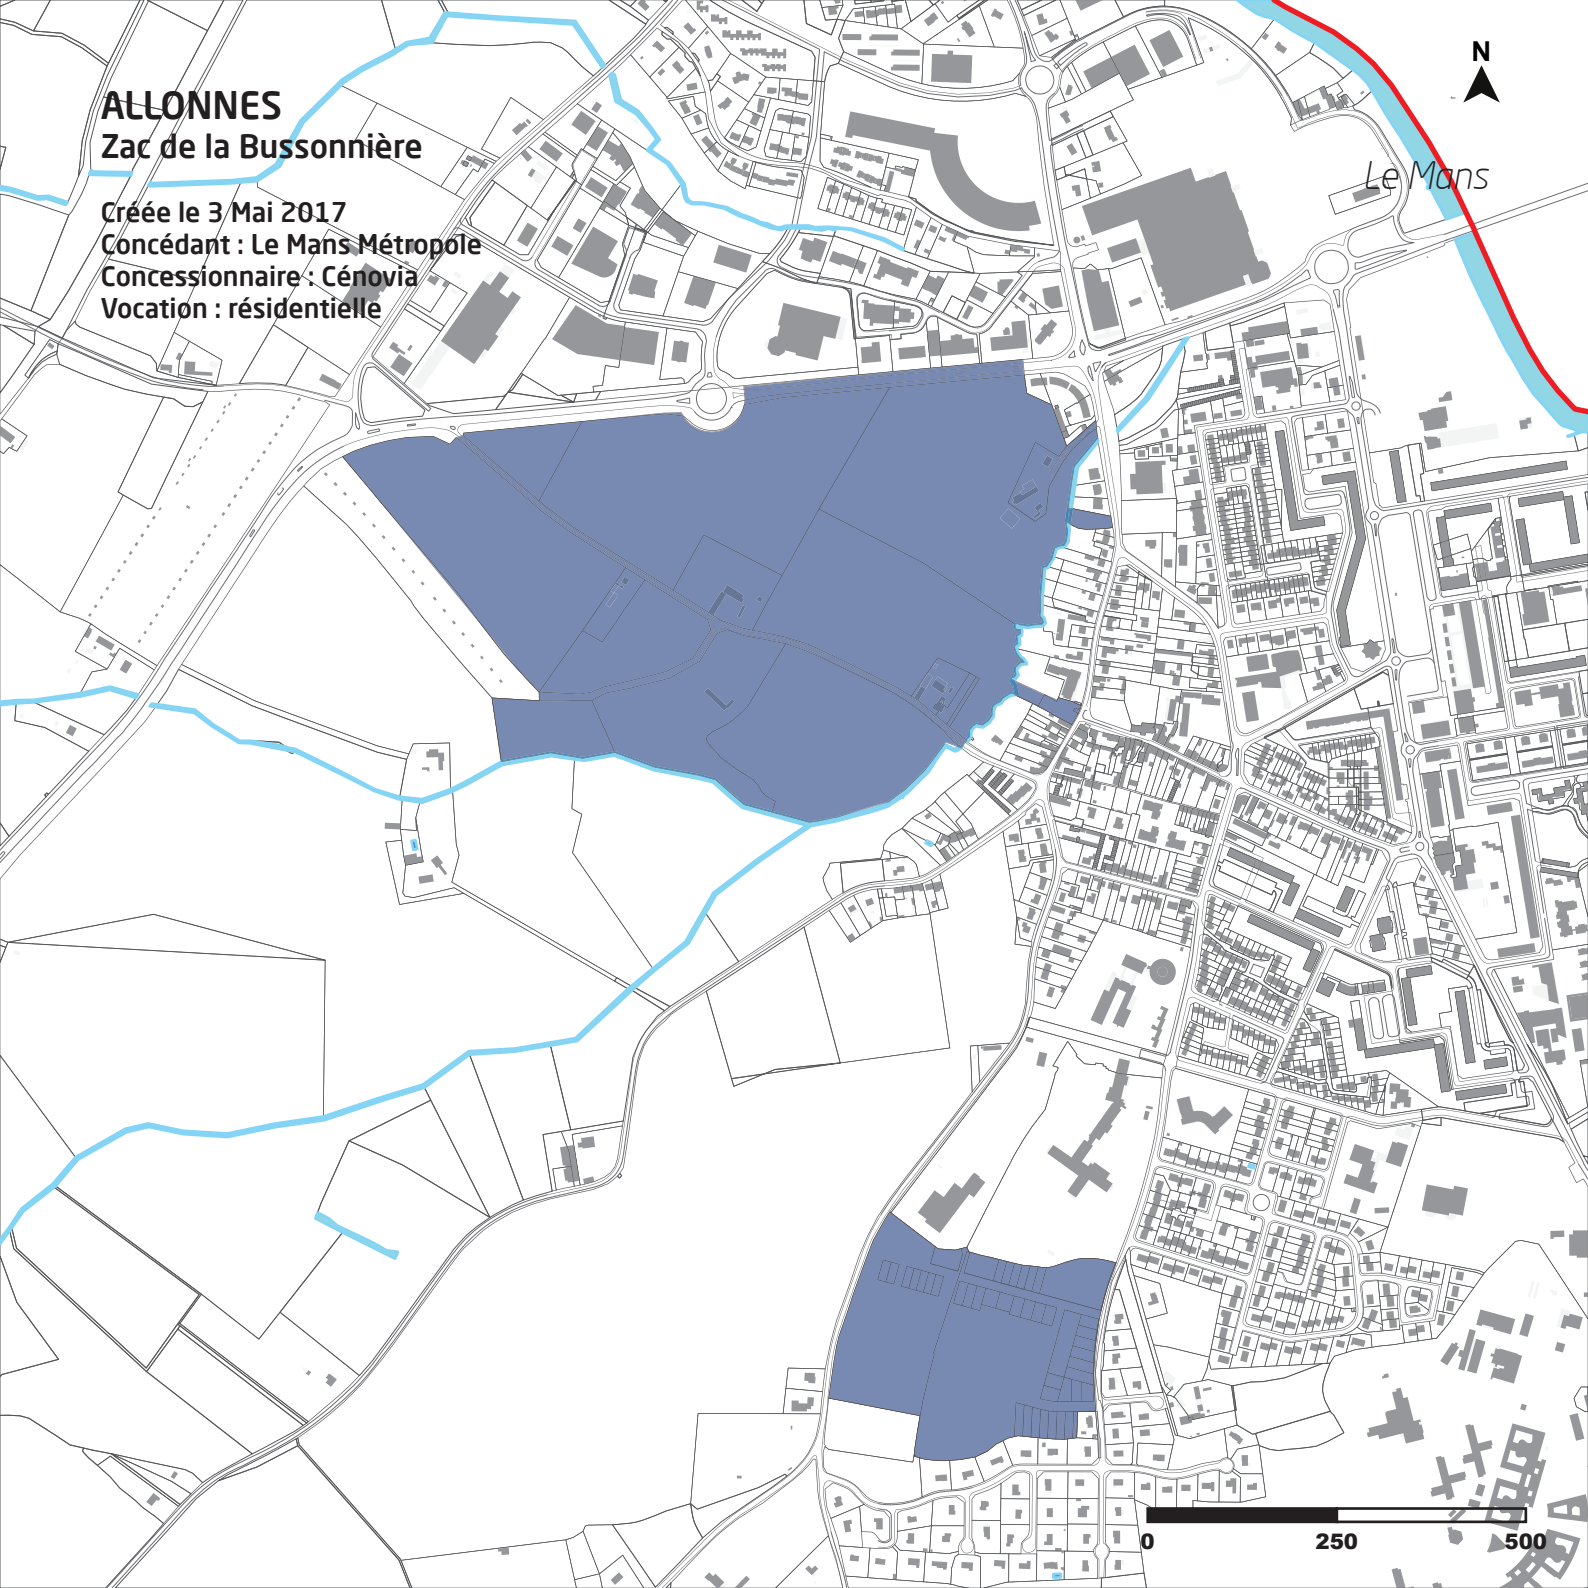 ALLONNES
Zac de la Bussonnière
Créée le 3 Mai 2017
Concédant : Le Mans Métropole
Concessionnaire : Cénovia
Vocation : résidentielle
N
Le Mans
0 250 500